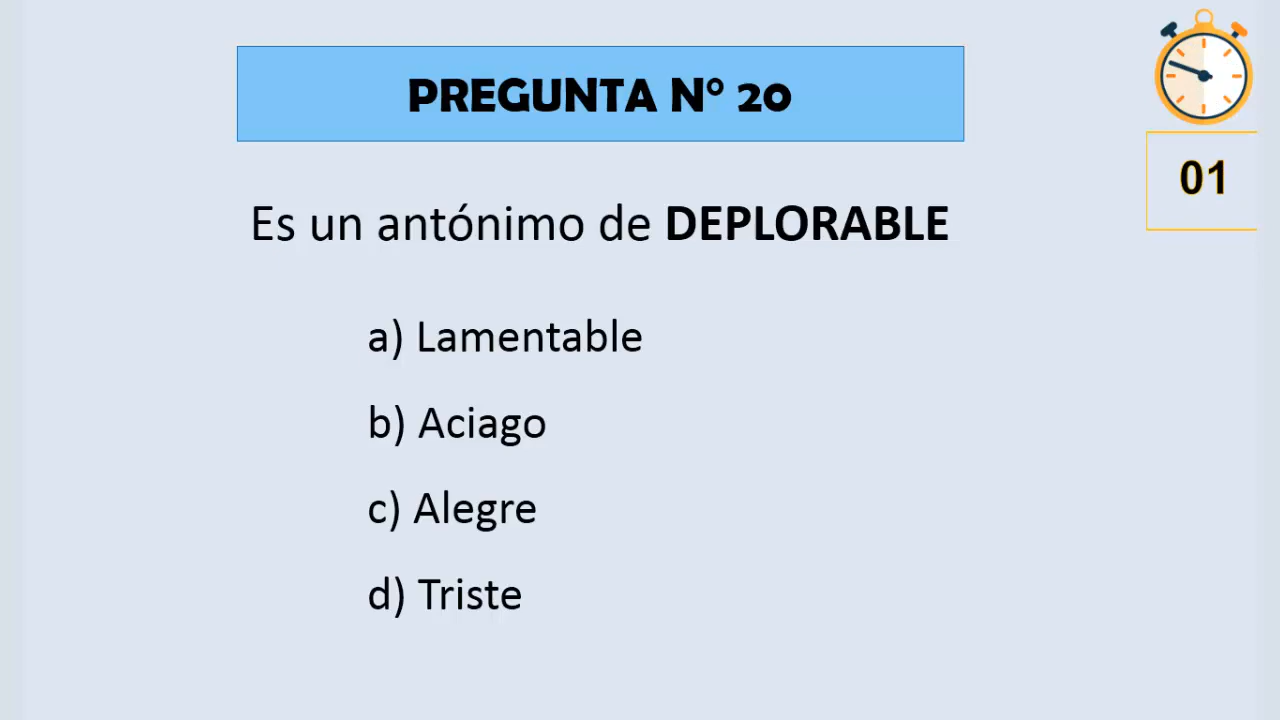 PREGUNTA N° 20
01
Es un antónimo de DEPLORABLE
a) Lamentable
b) Aciago
c) Alegre
d) Triste